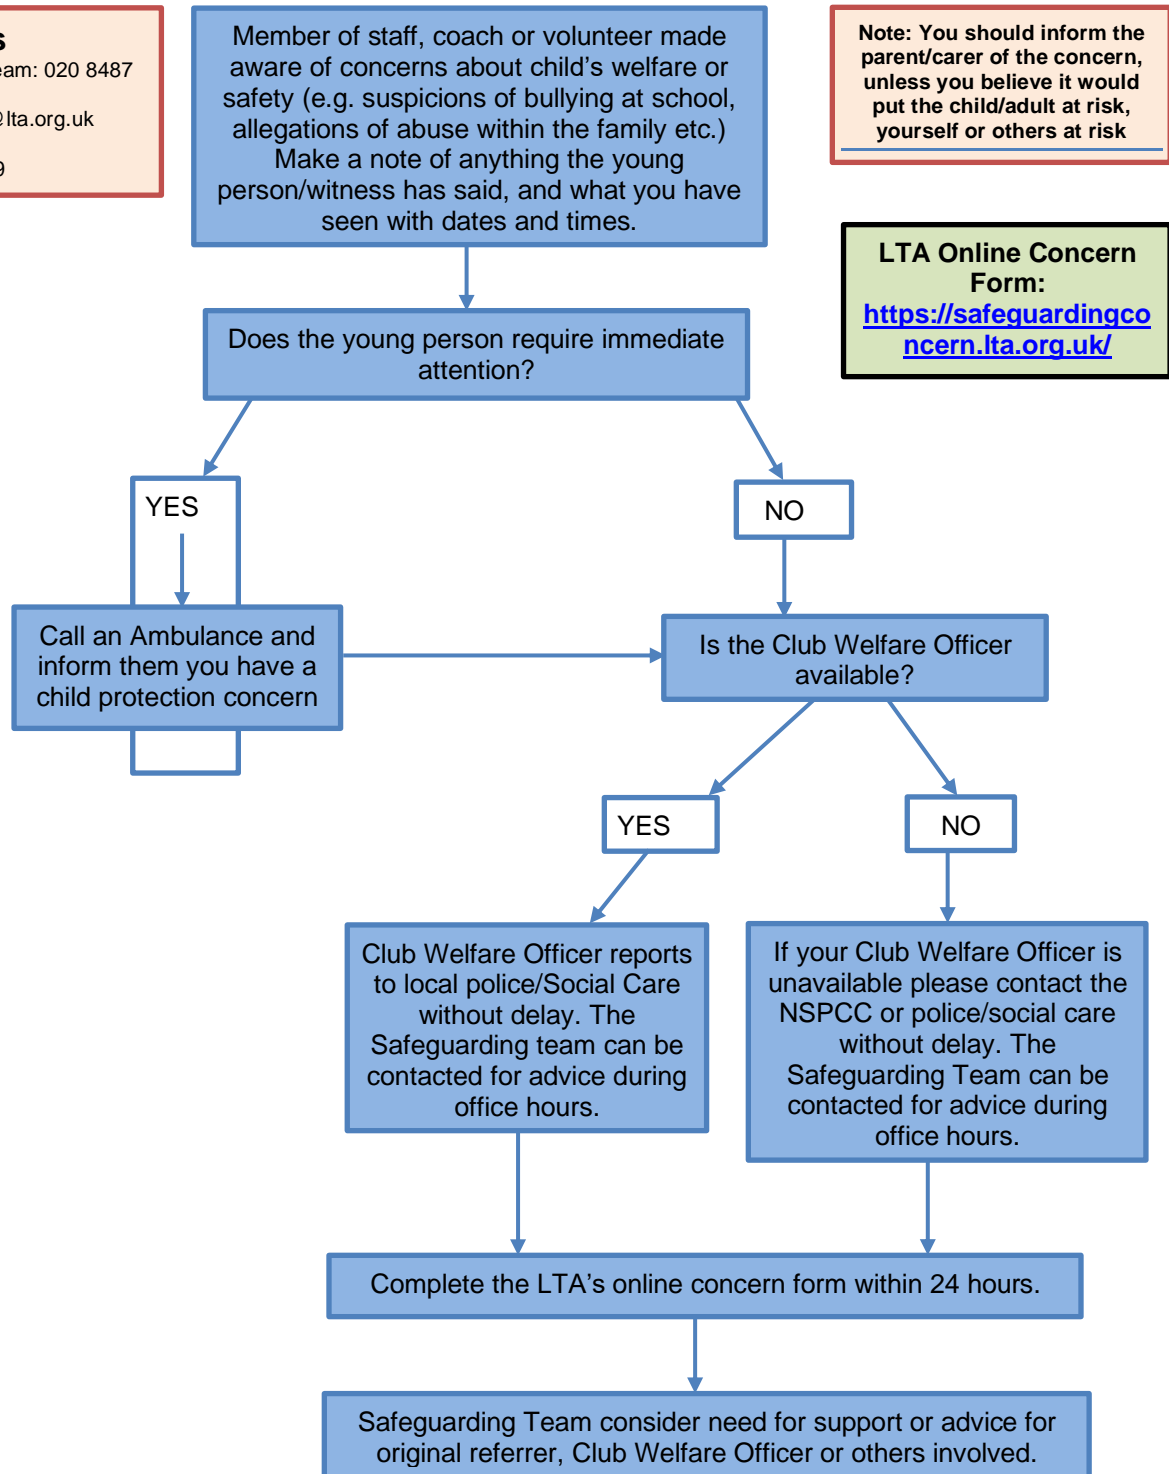 s
eam: 020 8487
@lta.org.uk
9
Member of staff, coach or volunteer made
aware of concerns about child's welfare or
safety (e.g. suspicions of bullying at school,
allegations of abuse within the family etc.)
Make a note of anything the young
person/witness has said, and what you have
seen with dates and times.
Note: You should inform the
parent/carer of the concern,
unless you believe it would
put the child/adult at risk,
yourself or others at risk
LTA Online Concern
Form:
https://safeguardingco
ncern.lta.org.uk/
Does the young person require immediate
attention?
YES
NO
Call an Ambulance and
inform them you have a
child protection concern
Is the Club Welfare Officer
available?
YES
NO
Club Welfare Officer reports
to local police/Social Care
without delay. The
Safeguarding team can be
contacted for advice during
office hours.
If your Club Welfare Officer is
unavailable please contact the
NSPCC or police/social care
without delay. The
Safeguarding Team can be
contacted for advice during
office hours.
Complete the LTA's online concern form within 24 hours.
Safeguarding Team consider need for support or advice for
original referrer, Club Welfare Officer or others involved.